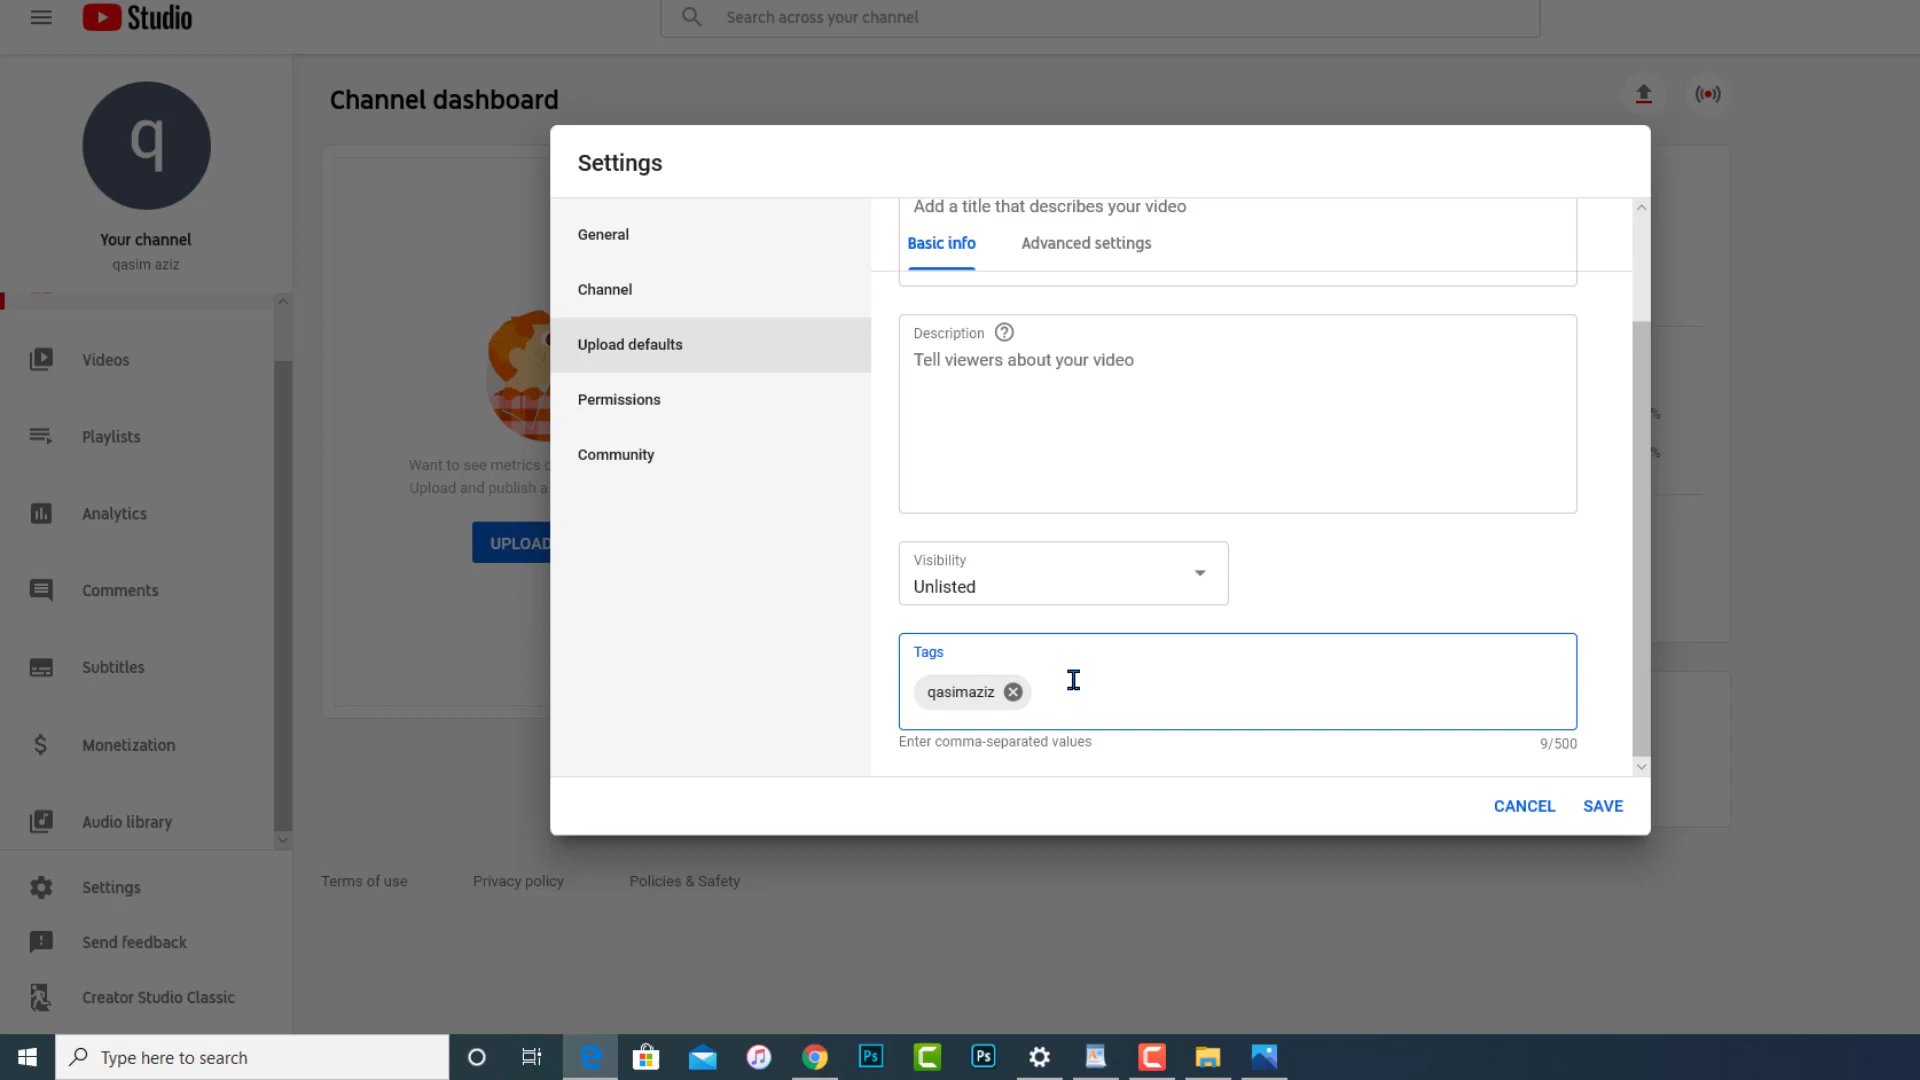 Studio
Search across your channel
q
Your channel
qasim aziz
Videos
Playlists
Analytics
Comments
Subtitles
Monetization
Audio library
Settings
Send feedback
Creator Studio Classic
Channel dashboard
Want to see metrics
Upload and publish a
UPLOAD
Terms of use
Privacy policy
Policies & Safety
Settings
General
Channel
Upload defaults
Permissions
Community
Add a title that describes your video
Basic info
Advanced settings
Description ?
Tell viewers about your video
Visibility
Unlisted
Tags
qasimaziz
Enter comma-separated values
9/500
CANCEL
SAVE
%
%
Type here to search
Ps
Ps